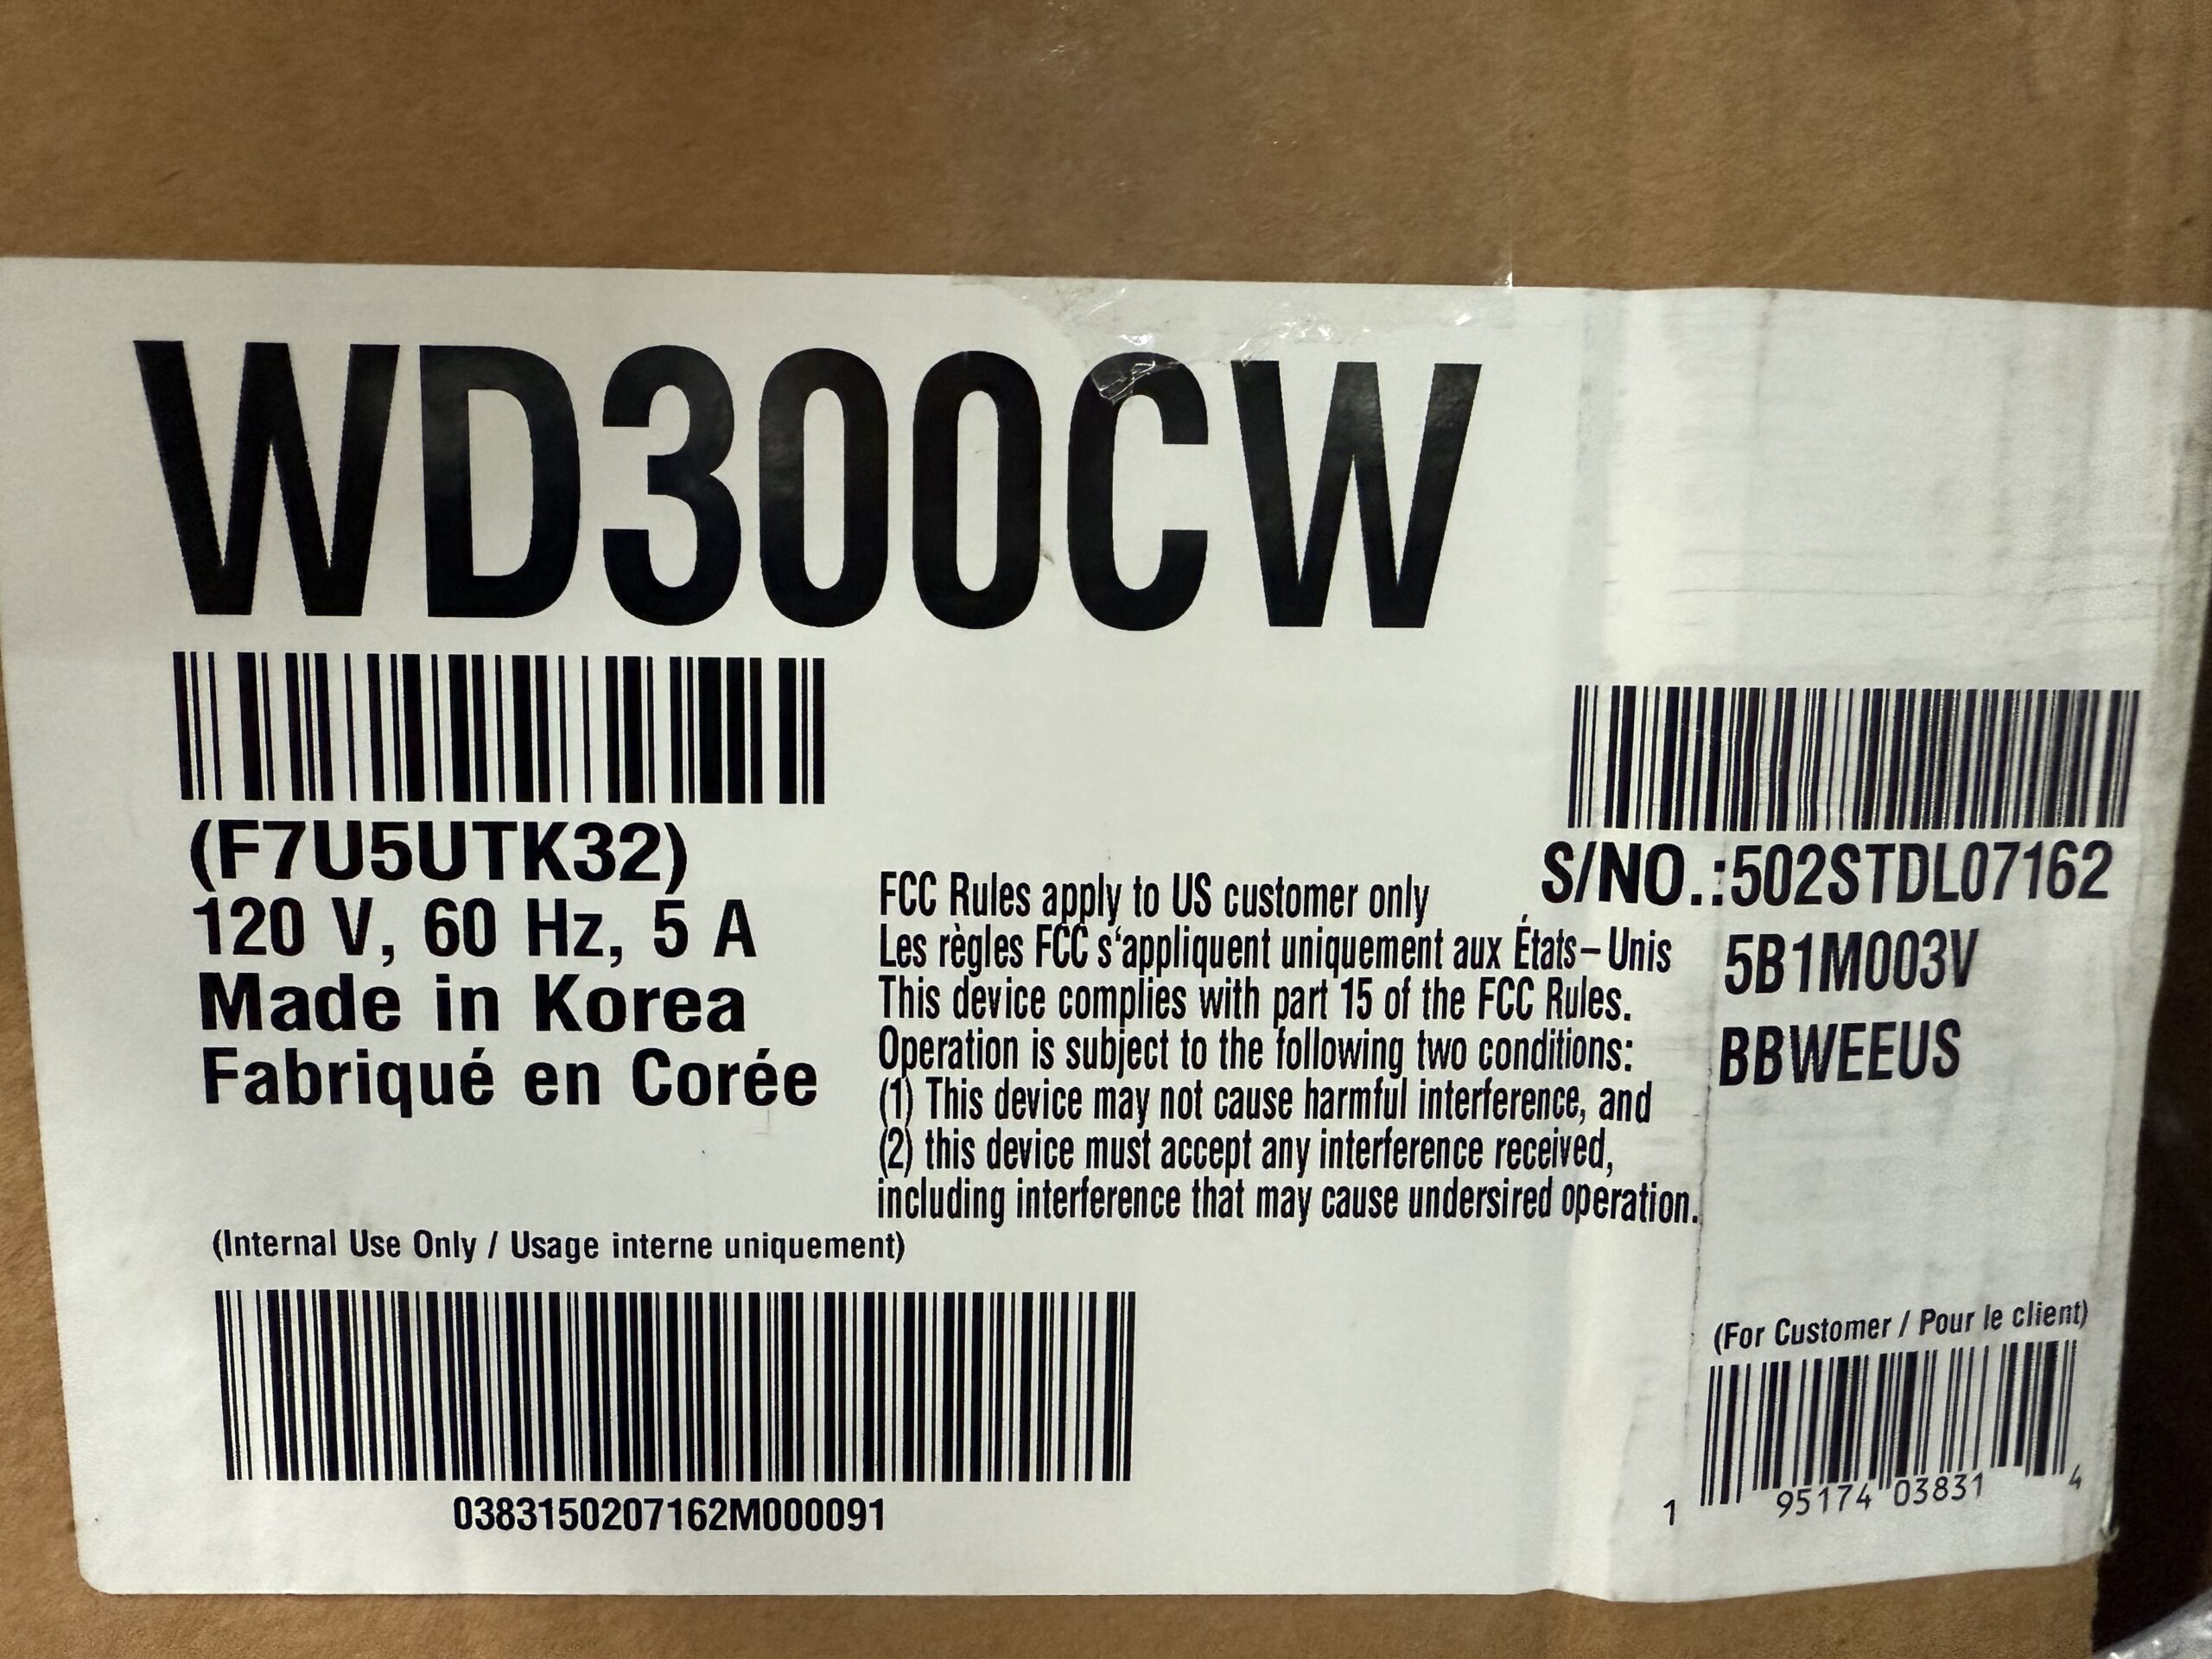 WD300CW
(F7U5UTK32)
120 V, 60 Hz, 5 A
Made in Korea
Fabriqué en Corée
FCC Rules apply to US customer only
Les règles FCC s‘appliquent uniquement aux États–Unis
This device complies with part 15 of the FCC Rules.
Operation is subject to the following two conditions:
(1) This device may not cause harmful interference, and
(2) this device must accept any interference received,
including interference that may cause undersired operation.
S/NO.:502STDL07162
5B1M003V
BBWEEUS
(Internal Use Only / Usage interne uniquement)
0383150207162M000091
(For Customer / Pour le client)
1 95174 03831 4